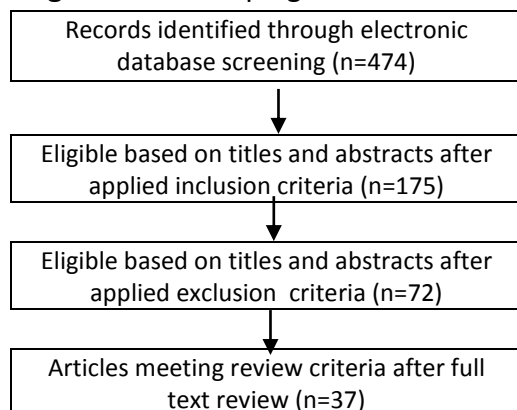 Records identified through electronic
database screening (n=474)
Eligible based on titles and abstracts after
applied inclusion criteria (n=175)
Eligible based on titles and abstracts after
applied exclusion criteria (n=72)
Articles meeting review criteria after full
text review (n=37)